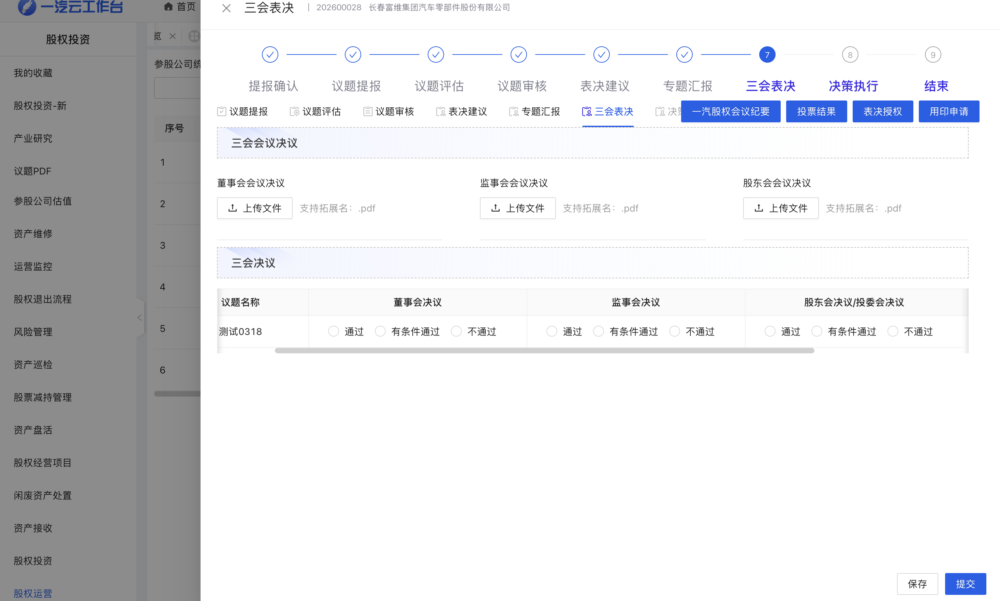 一汽云工作台
首页
股权投资
我的收藏
股权投资-新
产业研究
议题PDF
参股公司估值
资产维修
运营监控
股权退出流程
风险管理
资产巡检
股票减持管理
资产盘活
股权经营项目
闲废资产处置
资产接收
股权投资
股权运营
览
参股公司统
序号
1
2
3
4
5
6
三会表决 202600028 长春富维集团汽车零部件股份有限公司
7 8 9
提报确认 议题提报 议题评估 议题审核 表决建议 专题汇报 三会表决 决策执行 结束
议题提报 议题评估 议题审核 表决建议 专题汇报 三会表决 决 一汽股权会议纪要 投票结果 表决授权 用印申请
三会会议决议
董事会会议决议 监事会会议决议 股东会会议决议
上传文件 支持拓展名：.pdf 上传文件 支持拓展名：.pdf 上传文件 支持拓展名：.pdf
三会决议
议题名称 董事会决议 监事会决议 股东会决议/投委会决议
测试0318 通过 有条件通过 不通过 通过 有条件通过 不通过 通过 有条件通过 不通过
保存 提交